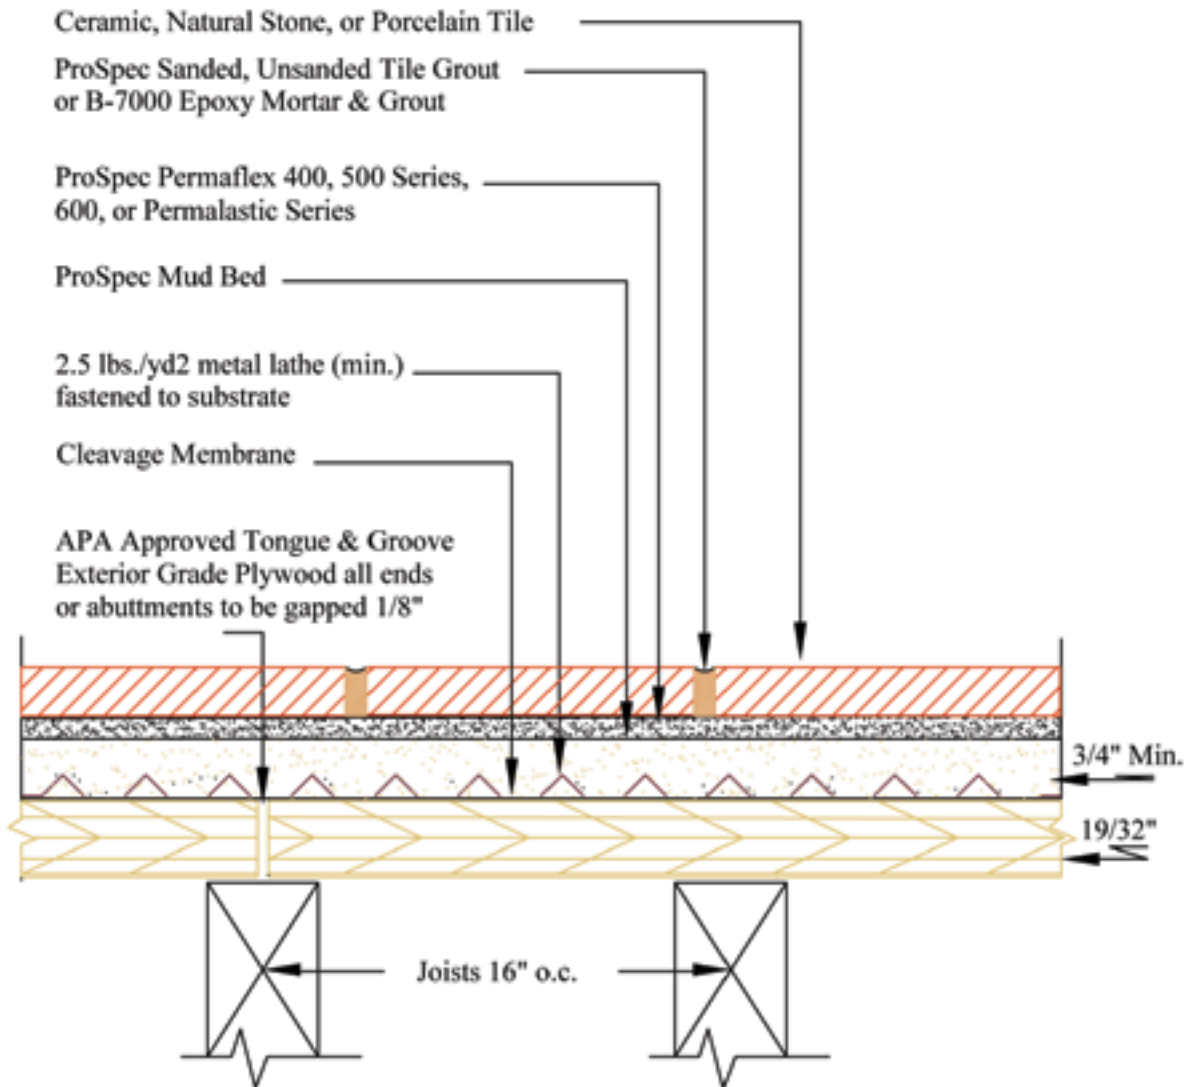 Ceramic, Natural Stone, or Porcelain Tile
ProSpec Sanded, Unsanded Tile Grout
or B-7000 Epoxy Mortar & Grout
ProSpec Permaflex 400, 500 Series,
600, or Permalastic Series
ProSpec Mud Bed
2.5 lbs./yd2 metal lathe (min.)
fastened to substrate
Cleavage Membrane
APA Approved Tongue & Groove
Exterior Grade Plywood all ends
or abuttments to be gapped 1/8"
3/4" Min.
19/32"
Joists 16" o.c.